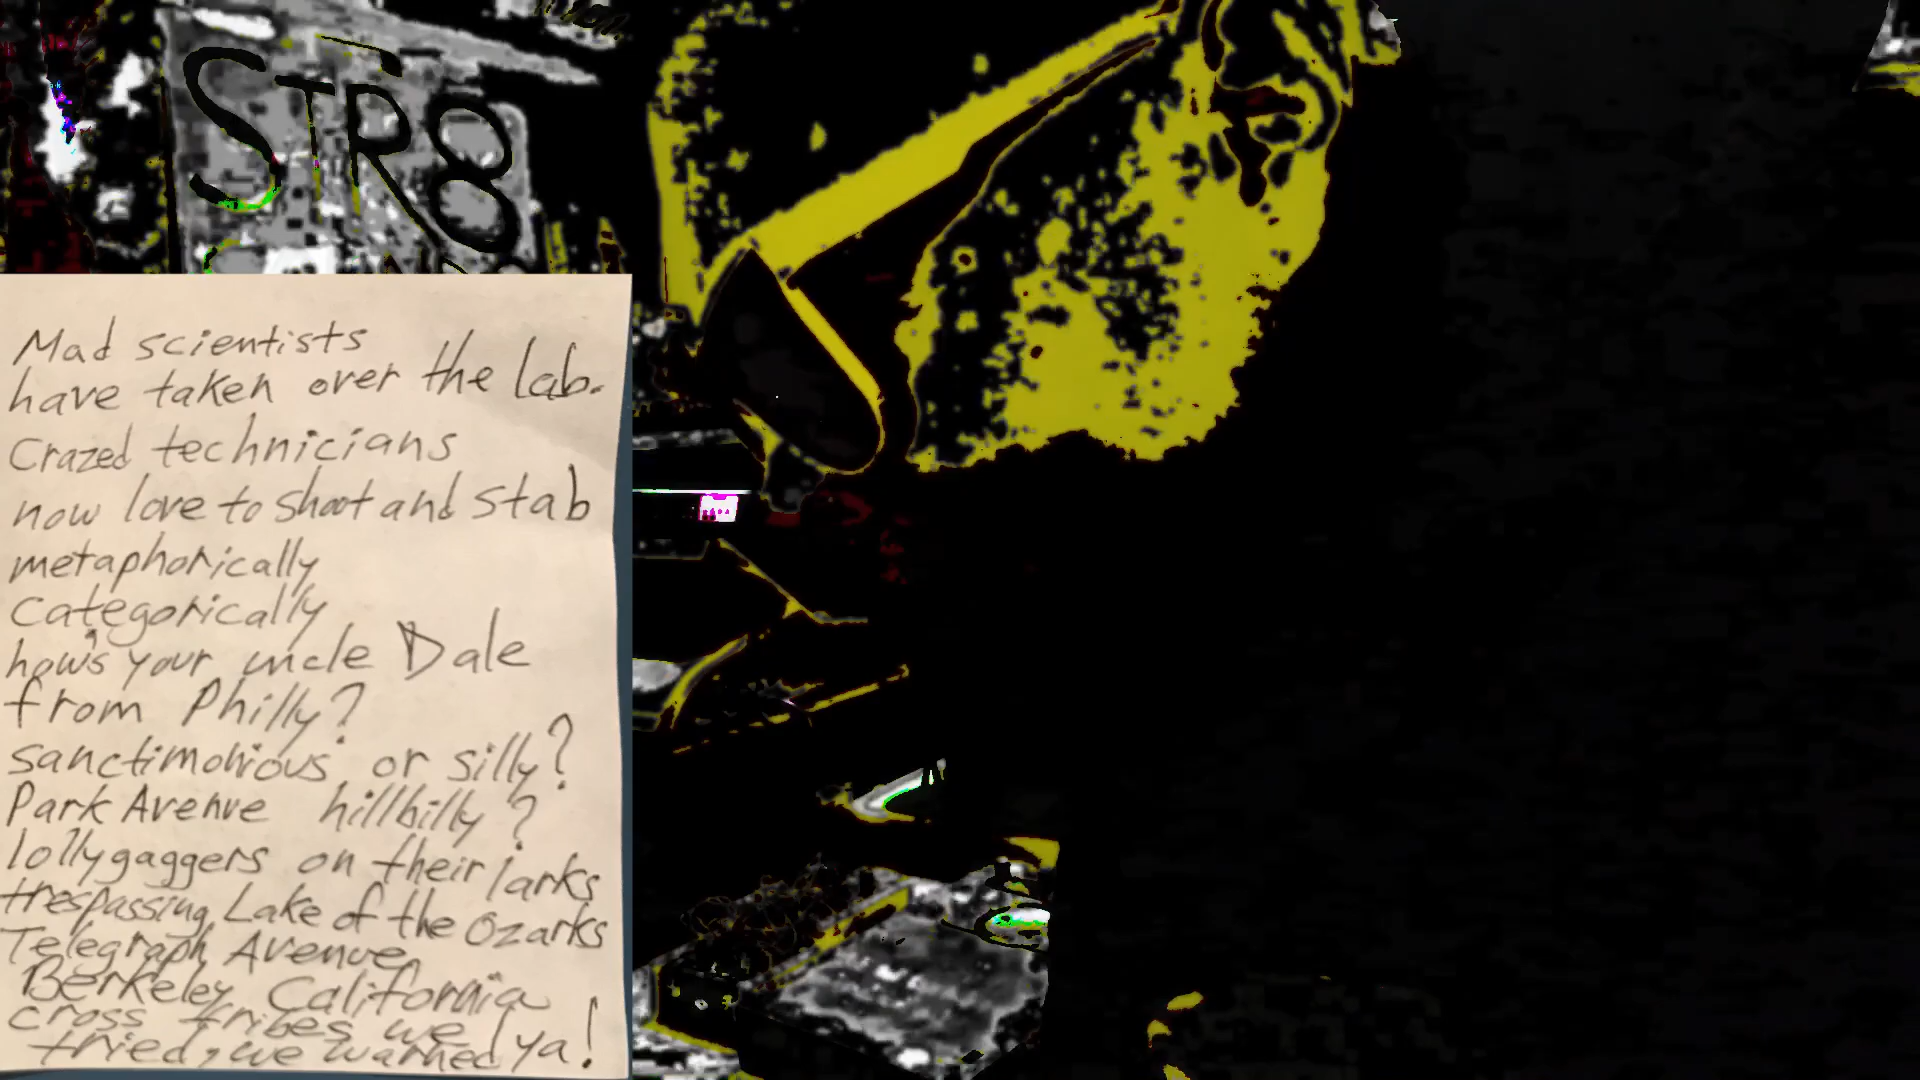 STR8
Mad scientists
have taken over the lab.
Crazed technicians
now love to shoot and stab
metaphorically
categorically
how's your uncle Dale
from Philly?
sanctimonious or silly?
Park Avenue hillbilly?
lollygaggers on their larks
trespassing Lake of the Ozarks
Telegraph Avenue
Berkeley, California
cross tribes we
tried, we warned ya!